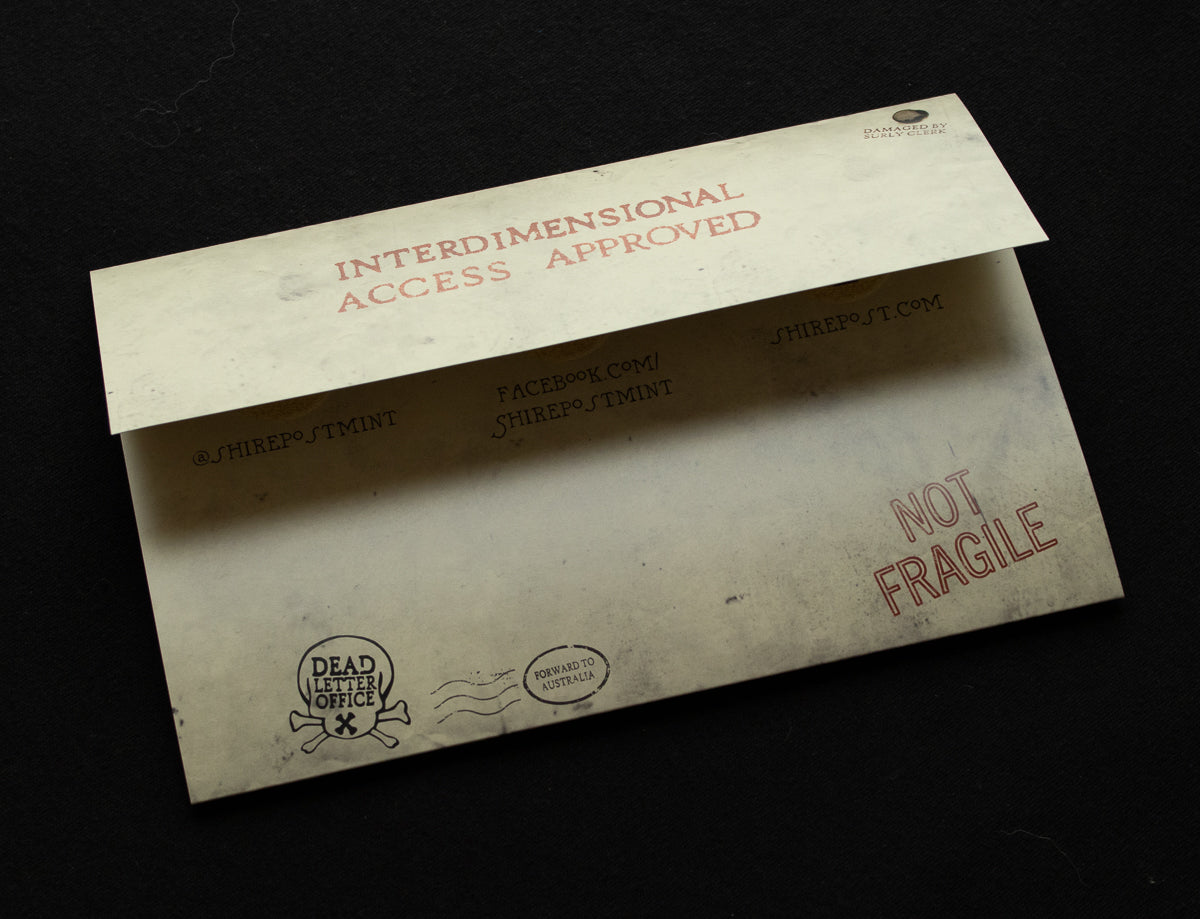 DAMAGED BY
SURLY CLERK
INTERDIMENSIONAL
ACCESS APPROVED
@SHIREPOSTMINT
FACEBOOK.COM/
SHIREPOSTMINT
SHIREPOST.COM
NOT
FRAGILE
DEAD
LETTER
OFFICE
FORWARD TO
AUSTRALIA